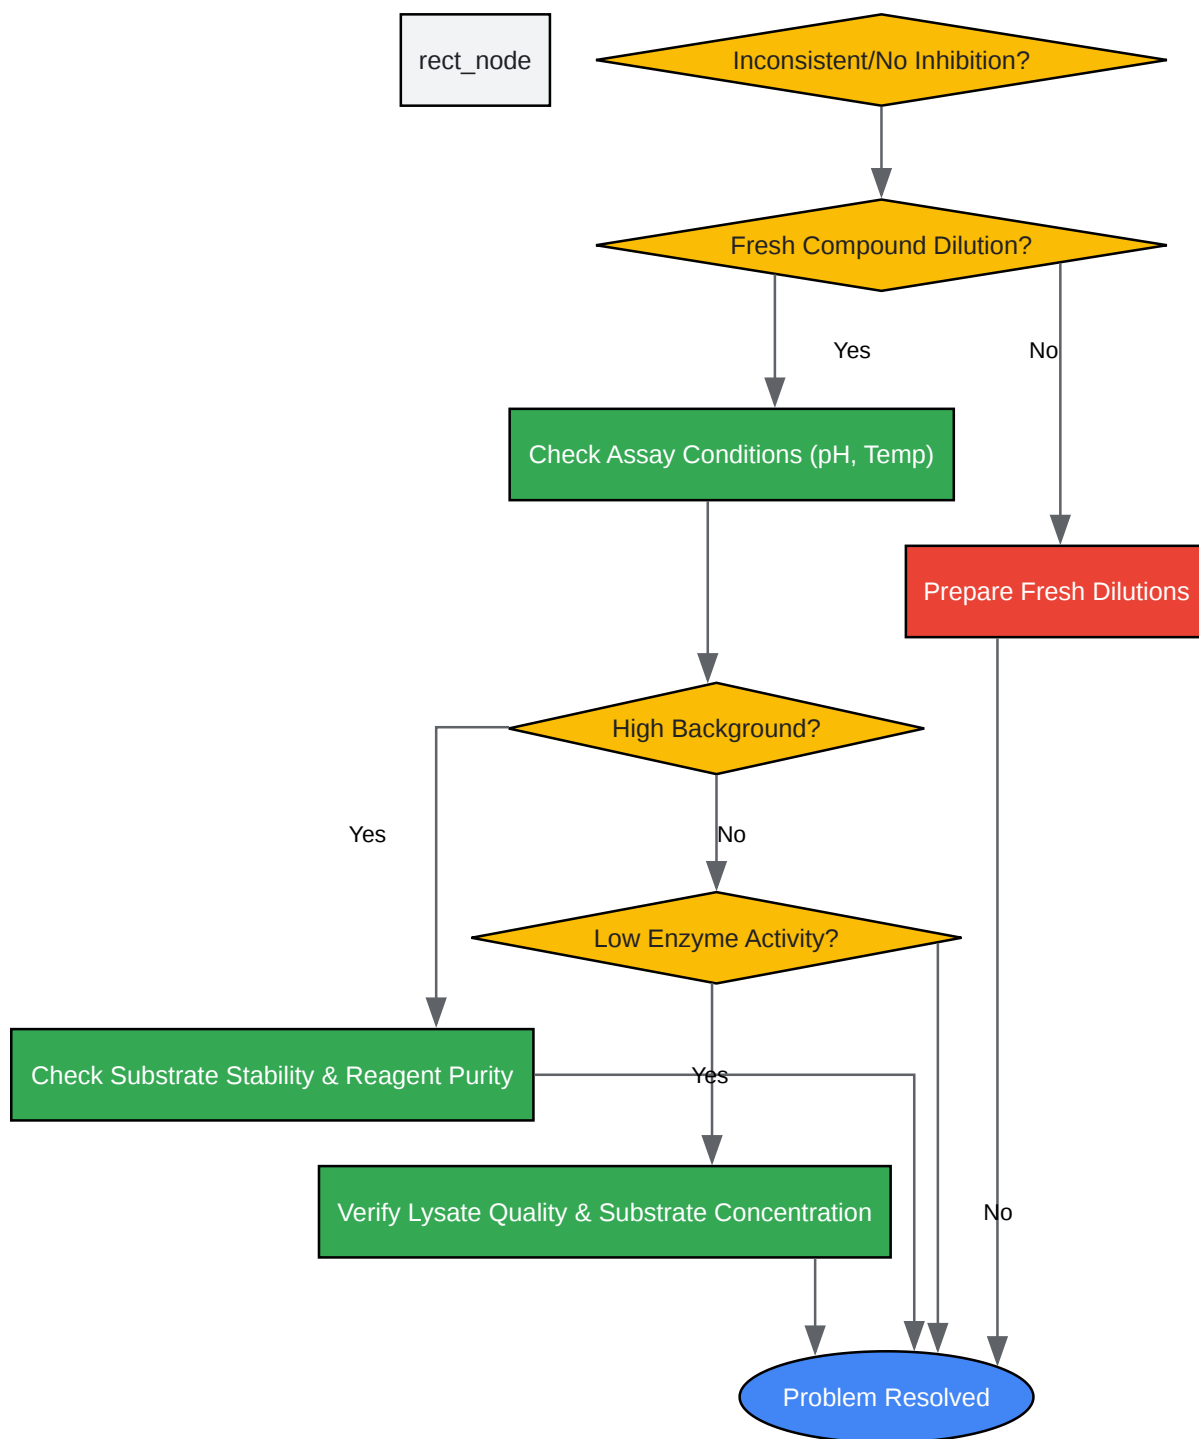 rect_node
Inconsistent/No Inhibition?
Fresh Compound Dilution?
Yes
No
Check Assay Conditions (pH, Temp)
Prepare Fresh Dilutions
High Background?
Yes
No
Low Enzyme Activity?
Check Substrate Stability & Reagent Purity
Yes
Verify Lysate Quality & Substrate Concentration
No
Problem Resolved